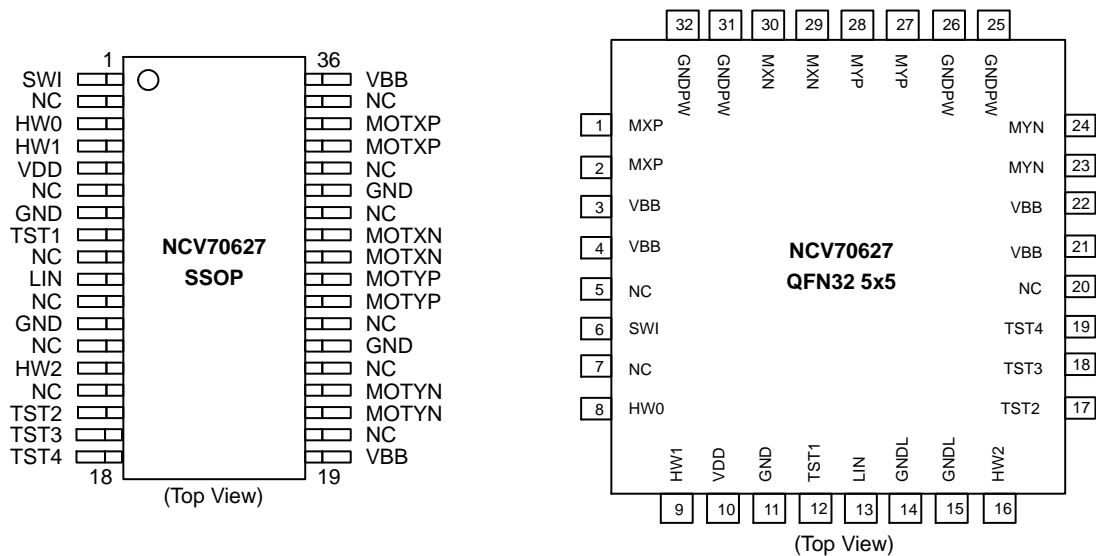 1
36
SWI
NC
HW0
HW1
VDD
NC
GND
TST1
NC
LIN
NC
GND
NC
HW2
NC
TST2
TST3
TST4
18
NCV70627
SSOP
VBB
NC
MOTXP
MOTXP
NC
GND
NC
MOTXN
MOTXN
MOTYP
MOTYP
NC
GND
NC
MOTYN
MOTYN
NC
VBB
19
(Top View)
32 31 30 29 28 27 26 25
GNDPW GNDPW MXN MXN MYP MYP GNDPW GNDPW
1 MXP
2 MXP
3 VBB
4 VBB
5 NC
6 SWI
7 NC
8 HW0
NCV70627
QFN32 5x5
MYN 24
MYN 23
VBB 22
VBB 21
NC 20
TST4 19
TST3 18
TST2 17
HW1 VDD GND TST1 LIN GNDL GNDL HW2
9 10 11 12 13 14 15 16
(Top View)